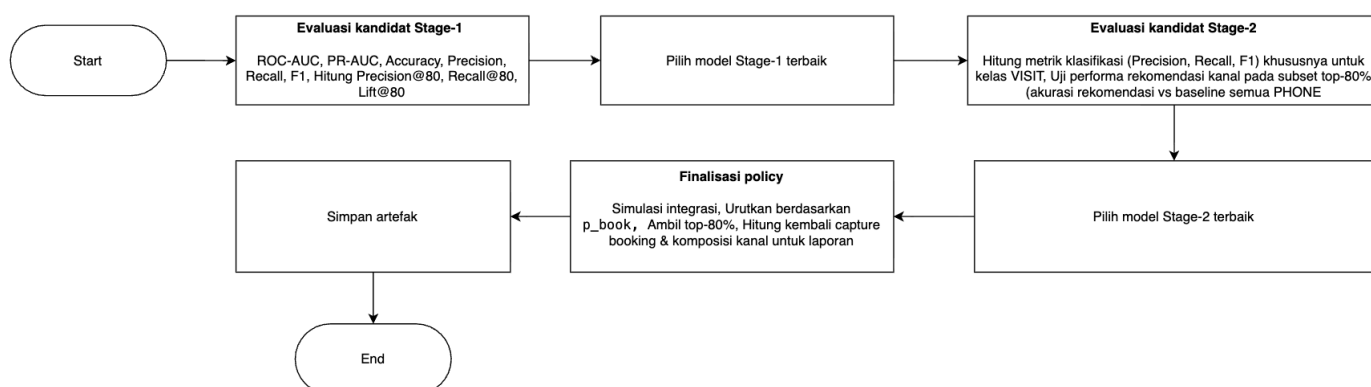 Start
Evaluasi kandidat Stage-1
ROC-AUC, PR-AUC, Accuracy, Precision,
Recall, F1, Hitung Precision@80, Recall@80,
Lift@80
Pilih model Stage-1 terbaik
Evaluasi kandidat Stage-2
Hitung metrik klasifikasi (Precision, Recall, F1) khususnya untuk
kelas VISIT, Uji performa rekomendasi kanal pada subset top-80%
(akurasi rekomendasi vs baseline semua PHONE
Pilih model Stage-2 terbaik
Finalisasi policy
Simulasi integrasi, Urutkan berdasarkan
p_book, Ambil top-80%, Hitung kembali capture
booking & komposisi kanal untuk laporan
Simpan artefak
End